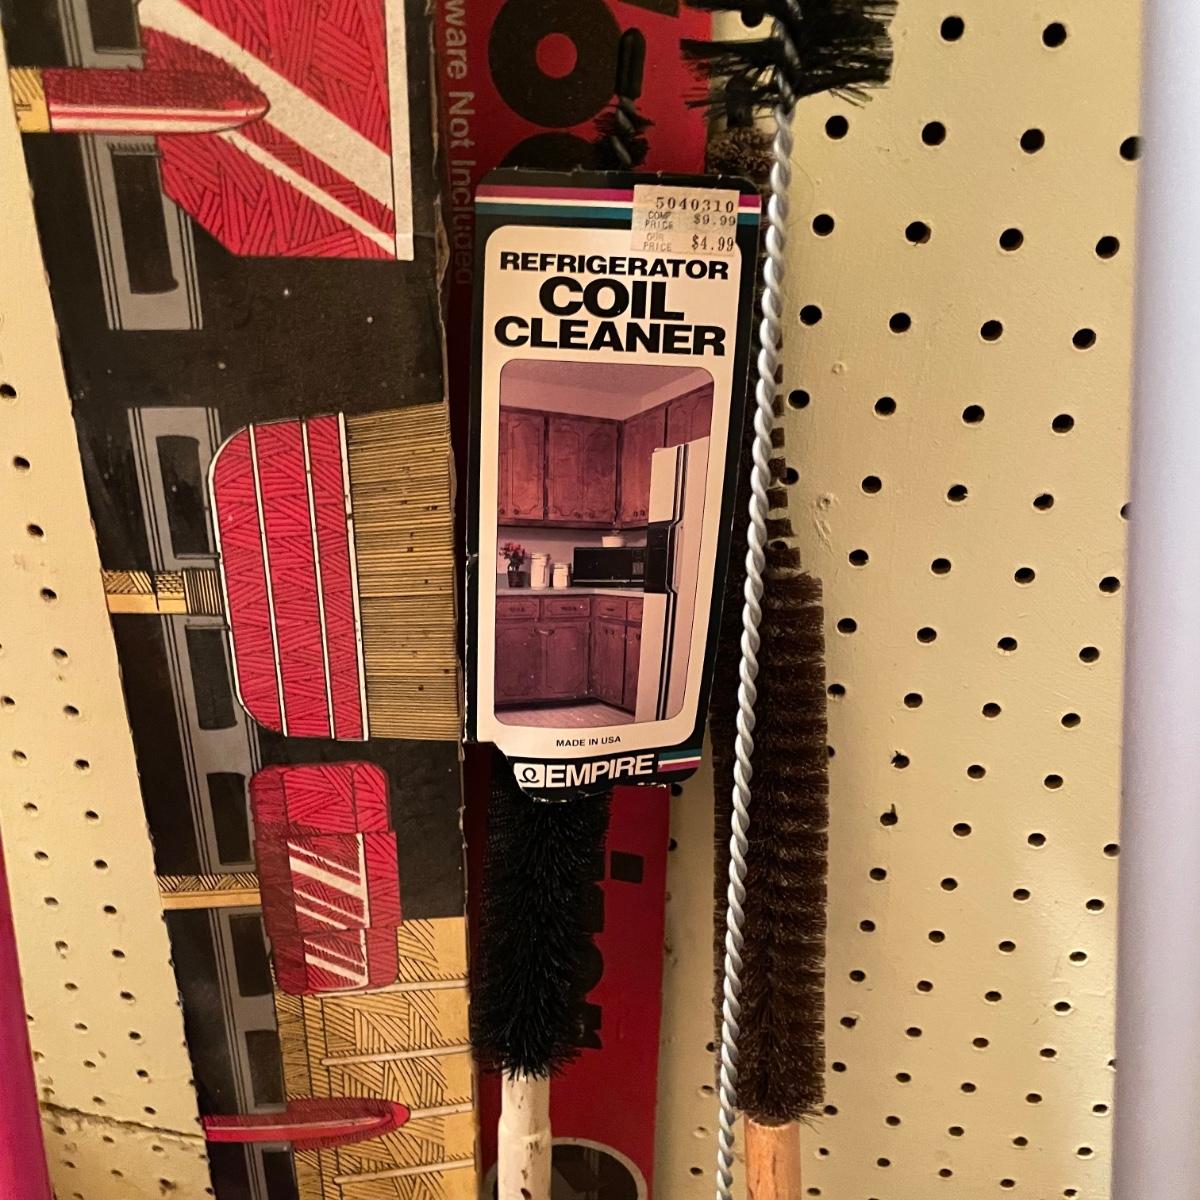 ware Not Included
5040310
COMP PRICE $9.99
OUR PRICE $4.99
REFRIGERATOR
COIL
CLEANER
MADE IN USA
EMPIRE